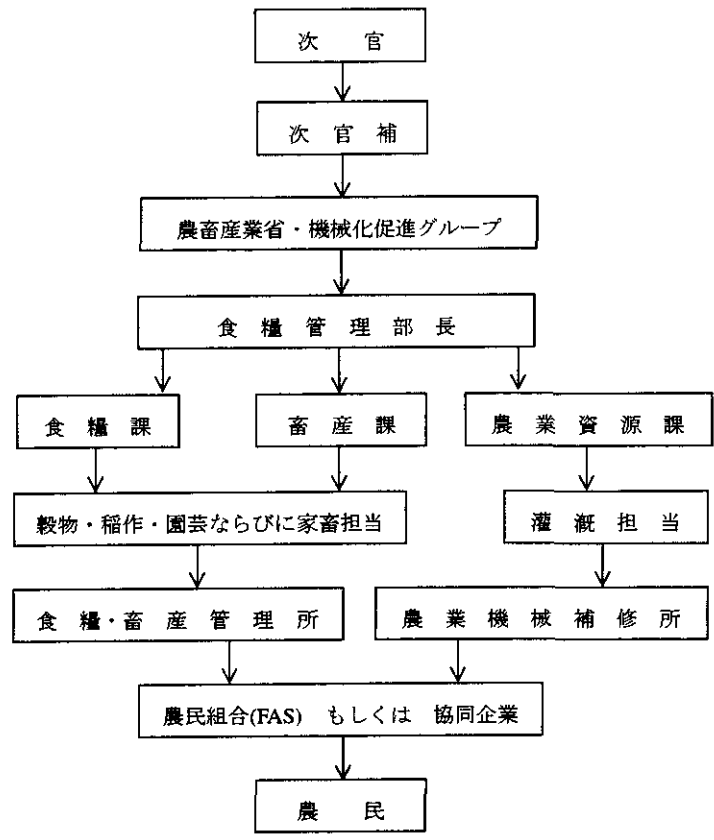 次官
次官補
農畜産業省・機械化促進グループ
食糧管理部長
食糧課
畜産課
農業資源課
穀物・稲作・園芸ならびに家畜担当
灌漑担当
食糧・畜産管理所
農業機械補修所
農民組合(FAS) もしくは 協同企業
農民